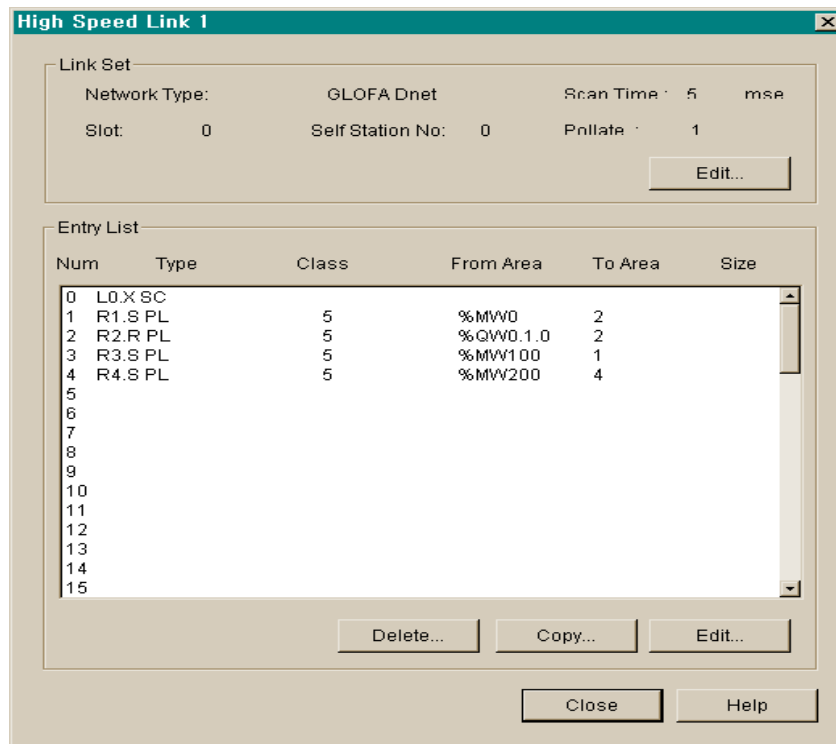 High Speed Link 1
Link Set
Network Type: GLOFA Dnet Scan Time : 5 mse
Slot: 0 Self Station No: 0 Pollate : 1
Edit...
Entry List
Num Type Class From Area To Area Size
0 L0.X SC
1 R1.S PL 5 %MW0 2
2 R2.R PL 5 %QW0.1.0 2
3 R3.S PL 5 %MW100 1
4 R4.S PL 5 %MW200 4
5
6
7
8
9
10
11
12
13
14
15
Delete... Copy... Edit...
Close Help